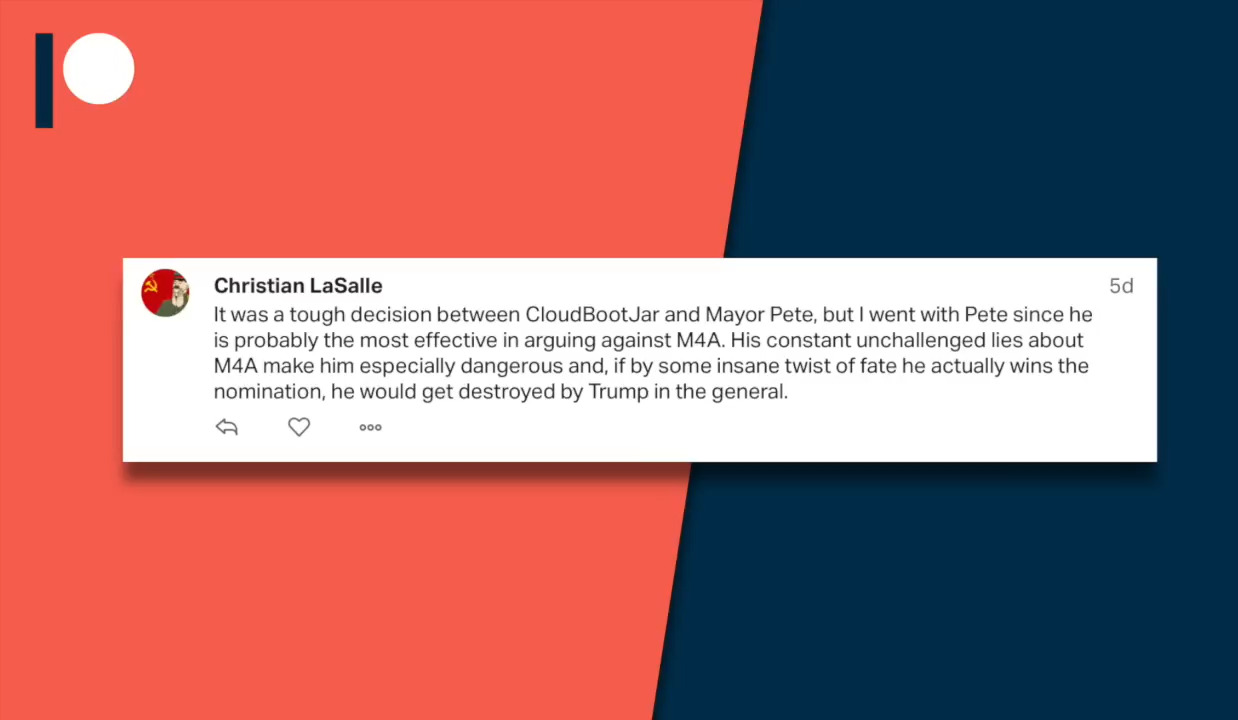 Christian LaSalle
5d
It was a tough decision between CloudBootJar and Mayor Pete, but I went with Pete since he
is probably the most effective in arguing against M4A. His constant unchallenged lies about
M4A make him especially dangerous and, if by some insane twist of fate he actually wins the
nomination, he would get destroyed by Trump in the general.